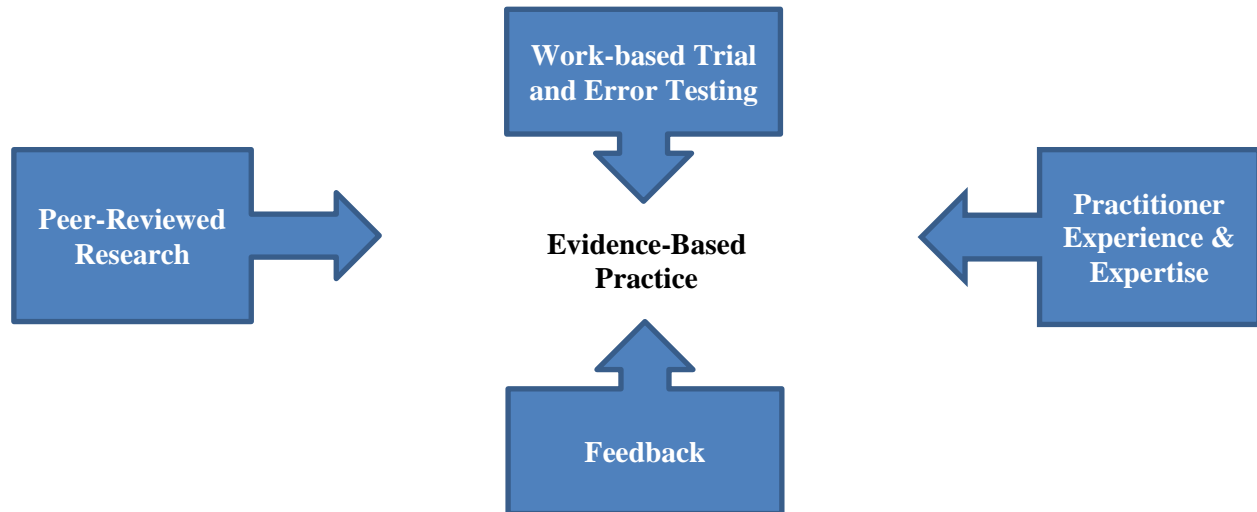 Work-based Trial
and Error Testing
Peer-Reviewed
Research
Evidence-Based
Practice
Practitioner
Experience &
Expertise
Feedback